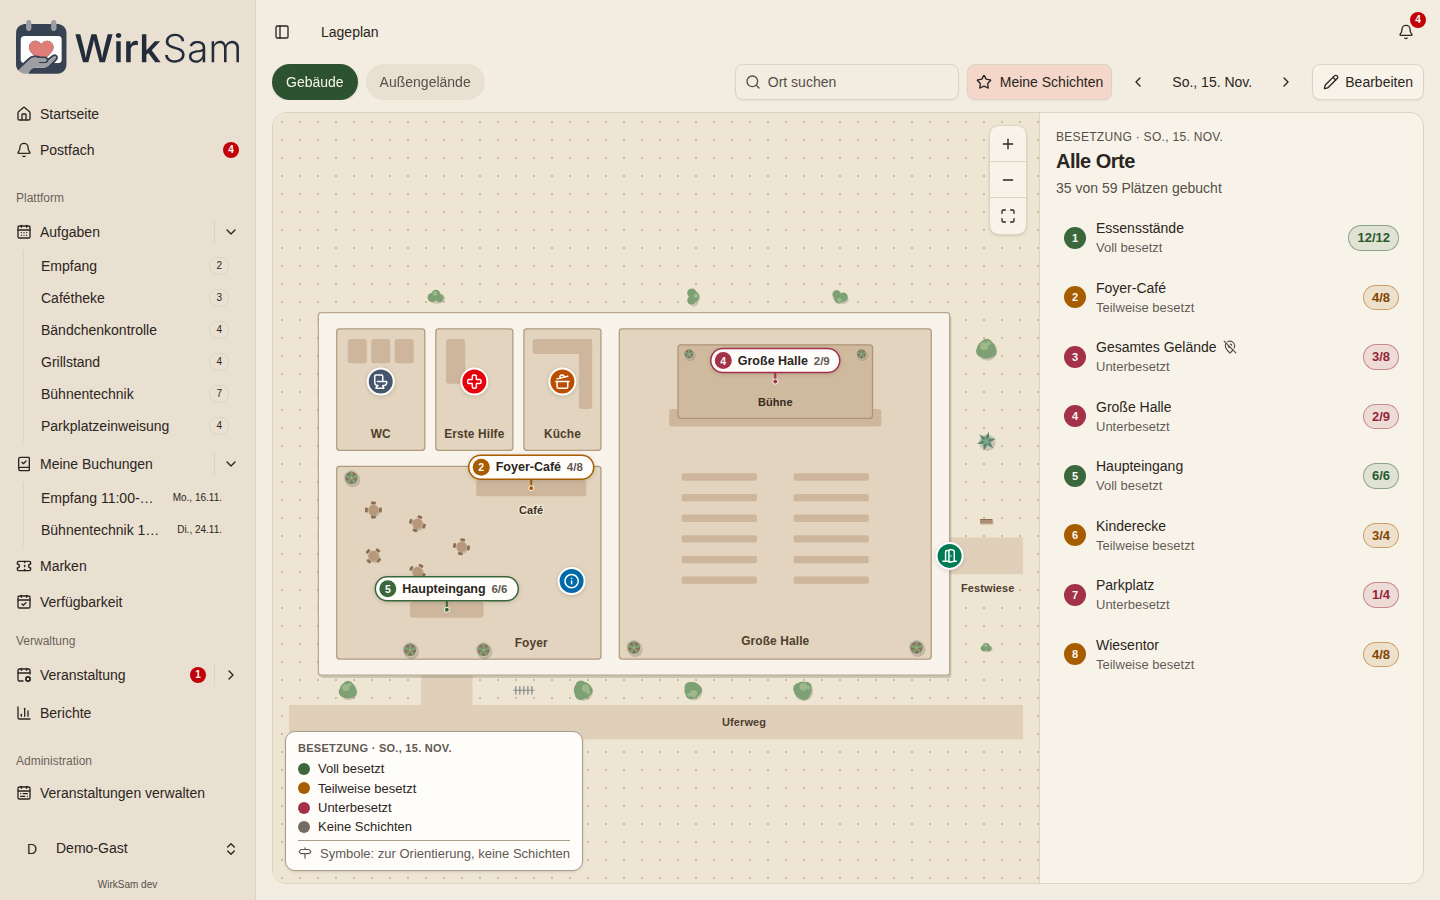 WirkSam
Startseite
Postfach 4
Plattform
Aufgaben
Empfang 2
Cafétheke 3
Bändchenkontrolle 4
Grillstand 4
Bühnentechnik 7
Parkplatzeinweisung 4
Meine Buchungen
Empfang 11:00-… Mo., 16.11.
Bühnentechnik 1… Di., 24.11.
Marken
Verfügbarkeit
Verwaltung
Veranstaltung 1
Berichte
Administration
Veranstaltungen verwalten
D Demo-Gast
WirkSam dev
Lageplan
4
Gebäude
Außengelände
Ort suchen
Meine Schichten
So., 15. Nov.
Bearbeiten
4 Große Halle 2/9
Bühne
WC
Erste Hilfe
Küche
2 Foyer-Café 4/8
Café
5 Haupteingang 6/6
Foyer
Große Halle
Festwiese
Uferweg
BESETZUNG · SO., 15. NOV.
Voll besetzt
Teilweise besetzt
Unterbesetzt
Keine Schichten
Symbole: zur Orientierung, keine Schichten
BESETZUNG · SO., 15. NOV.
Alle Orte
35 von 59 Plätzen gebucht
1 Essensstände 12/12
Voll besetzt
2 Foyer-Café 4/8
Teilweise besetzt
3 Gesamtes Gelände 3/8
Unterbesetzt
4 Große Halle 2/9
Unterbesetzt
5 Haupteingang 6/6
Voll besetzt
6 Kinderecke 3/4
Teilweise besetzt
7 Parkplatz 1/4
Unterbesetzt
8 Wiesentor 4/8
Teilweise besetzt